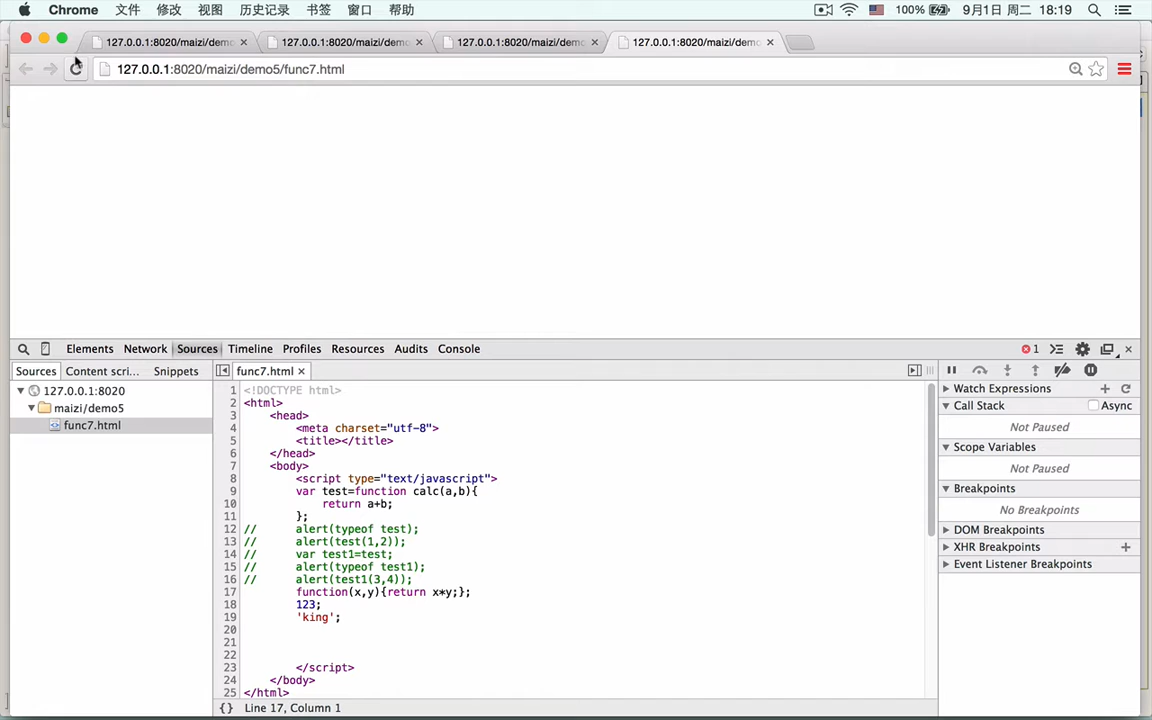 Chrome 文件 修改 视图 历史记录 书签 窗口 帮助 100% 9月1日 周二 18:19
127.0.0.1:8020/maizi/demo 127.0.0.1:8020/maizi/demo 127.0.0.1:8020/maizi/demo 127.0.0.1:8020/maizi/demo
127.0.0.1:8020/maizi/demo5/func7.html
Elements Network Sources Timeline Profiles Resources Audits Console 1
Sources Content scri... Snippets func7.html
127.0.0.1:8020
maizi/demo5
func7.html
1 <!DOCTYPE html>
2 <html>
3 <head>
4 <meta charset="utf-8">
5 <title></title>
6 </head>
7 <body>
8 <script type="text/javascript">
9 var test=function calc(a,b){
10 return a+b;
11 };
12 // alert(typeof test);
13 // alert(test(1,2));
14 // var test1=test;
15 // alert(typeof test1);
16 // alert(test1(3,4));
17 function(x,y){return x*y;};
18 123;
19 'king';
20
21
22
23 </script>
24 </body>
25 </html>
{} Line 17, Column 1
Watch Expressions
Call Stack Async
Not Paused
Scope Variables
Not Paused
Breakpoints
No Breakpoints
DOM Breakpoints
XHR Breakpoints
Event Listener Breakpoints